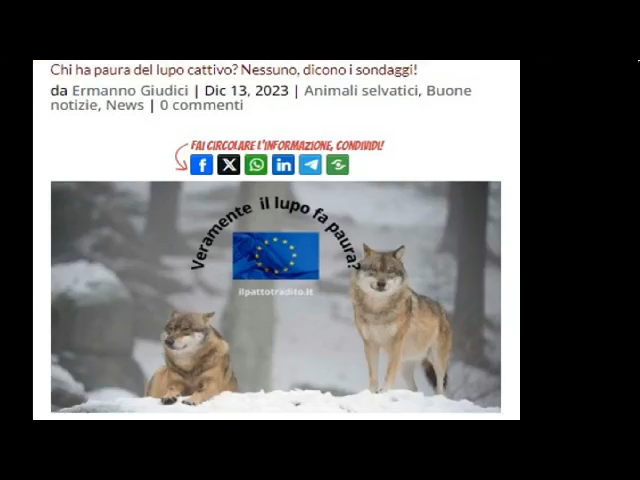 Chi ha paura del lupo cattivo? Nessuno, dicono i sondaggi!
da Ermanno Giudici | Dic 13, 2023 | Animali selvatici, Buone
notizie, News | 0 commenti
FAI CIRCOLARE L'INFORMAZIONE, CONDIVIDI!
Veramente il lupo fa paura?
ilpattotradito.it